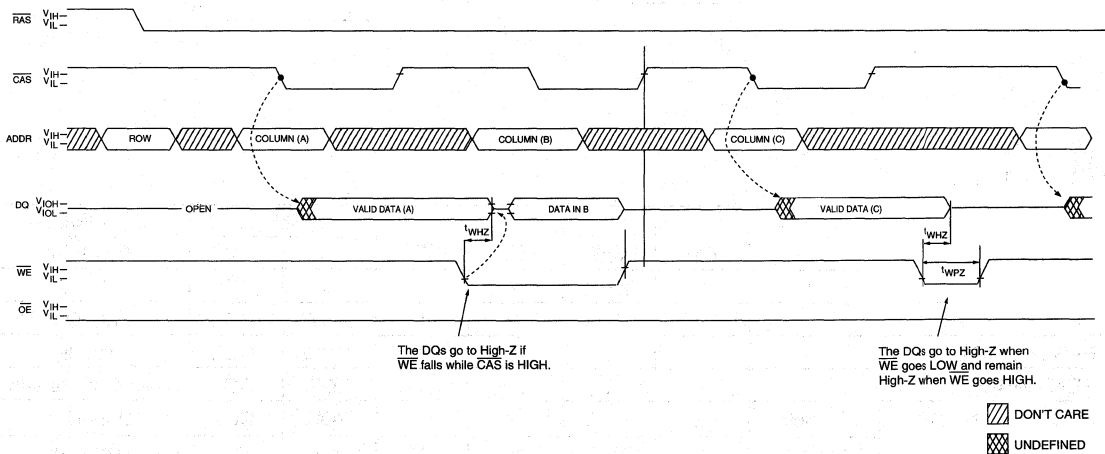 RAS VIH
VIL
CAS VIH
VIL
ADDR VIH
VIL
ROW
COLUMN (A)
COLUMN (B)
COLUMN (C)
DQ VIOH
VIOL
OPEN
VALID DATA (A)
DATA IN B
VALID DATA (C)
tWHZ
tWHZ
tWPZ
WE VIH
VIL
OE VIH
VIL
The DQs go to High-Z if
WE falls while CAS is HIGH.
The DQs go to High-Z when
WE goes LOW and remain
High-Z when WE goes HIGH.
DON'T CARE
UNDEFINED